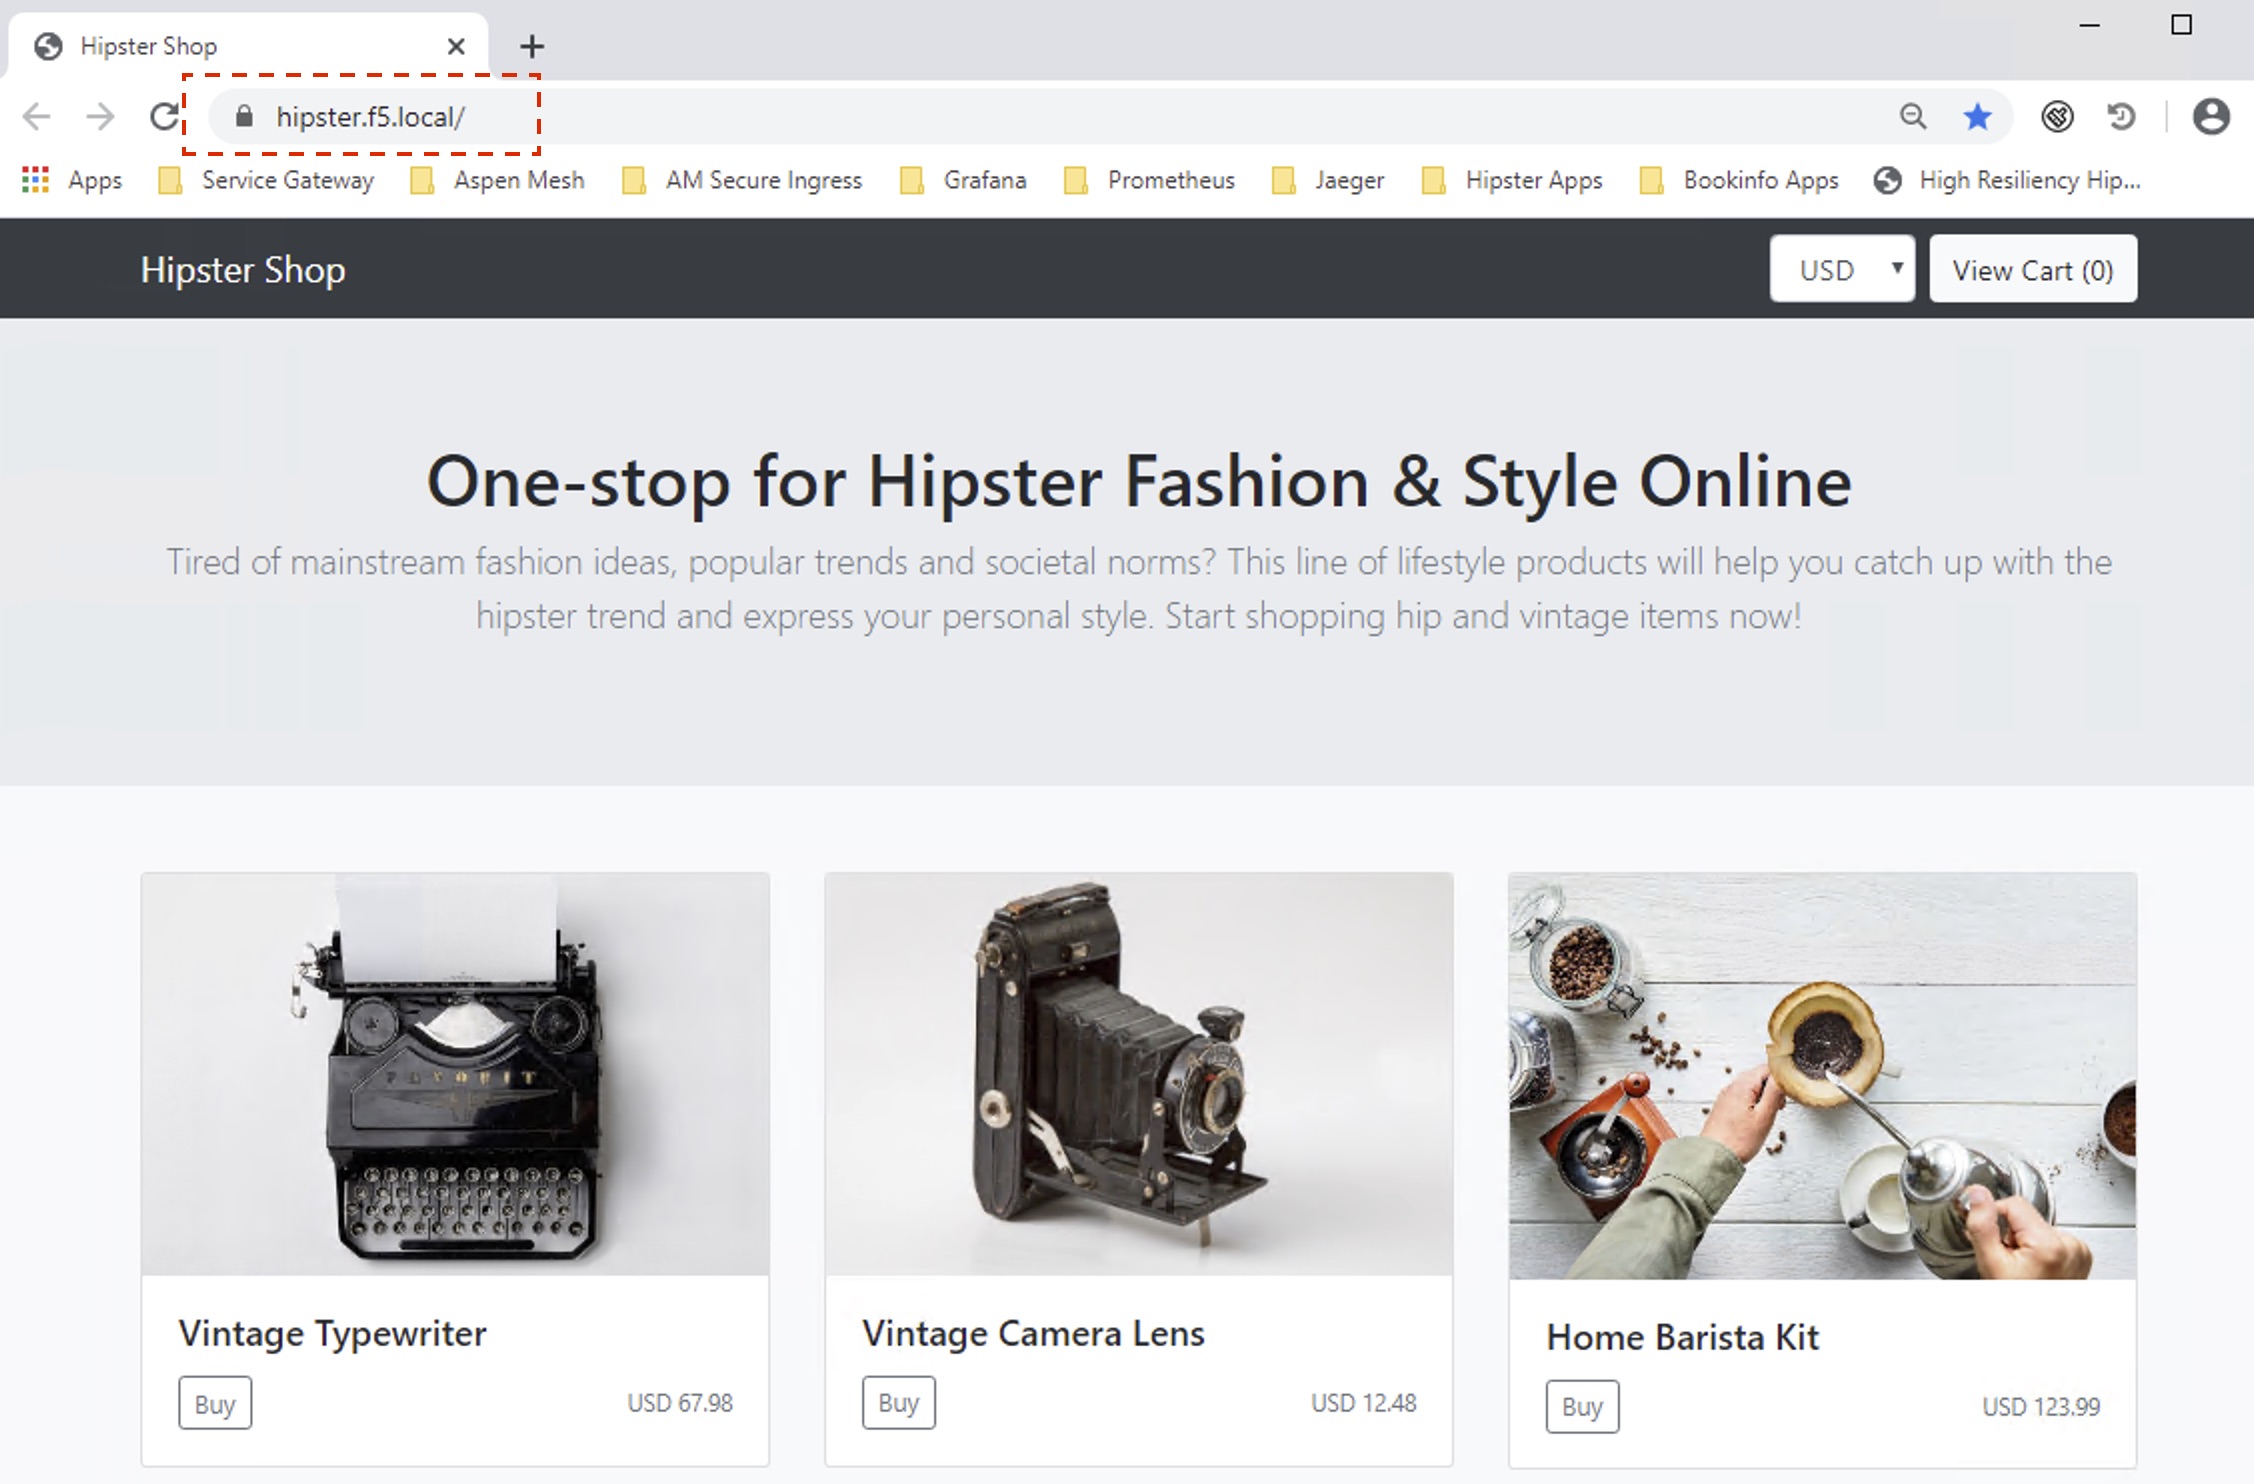 Hipster Shop
hipster.f5.local/
Apps Service Gateway Aspen Mesh AM Secure Ingress Grafana Prometheus Jaeger Hipster Apps Bookinfo Apps High Resiliency Hip...
Hipster Shop USD View Cart (0)
One-stop for Hipster Fashion & Style Online
Tired of mainstream fashion ideas, popular trends and societal norms? This line of lifestyle products will help you catch up with the
hipster trend and express your personal style. Start shopping hip and vintage items now!
Vintage Typewriter
Buy USD 67.98
Vintage Camera Lens
Buy USD 12.48
Home Barista Kit
Buy USD 123.99